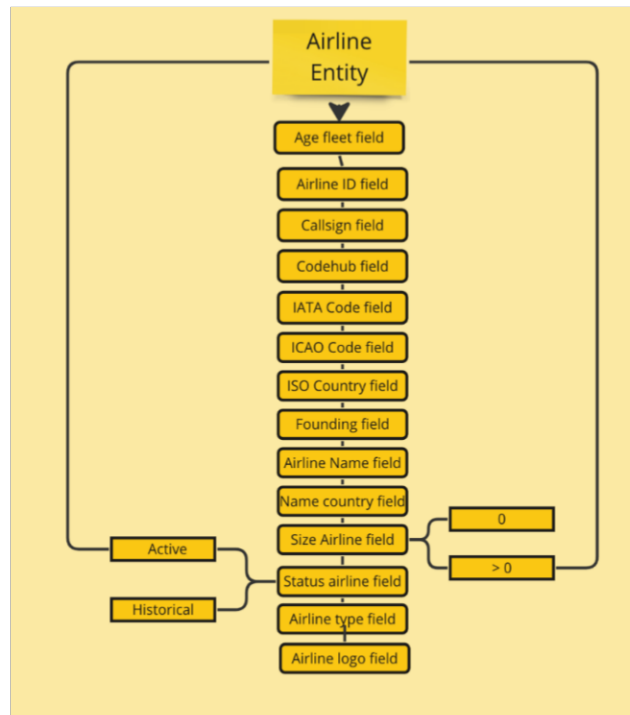 Airline
Entity
Age fleet field
Airline ID field
Callsign field
Codehub field
IATA Code field
ICAO Code field
ISO Country field
Founding field
Airline Name field
Name country field
Size Airline field
0
> 0
Active
Status airline field
Historical
Airline type field
Airline logo field